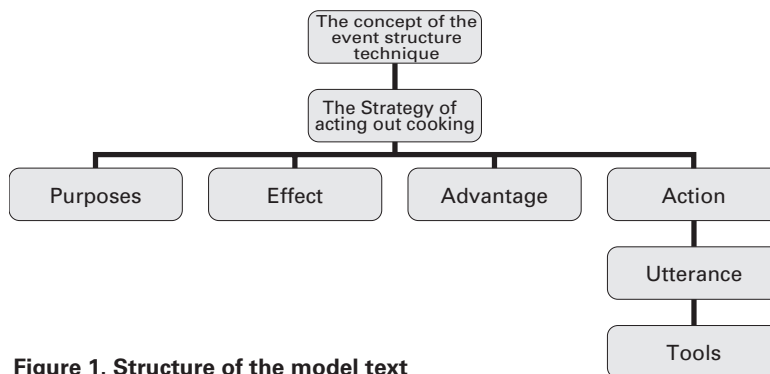 The concept of the
event structure
technique
The Strategy of
acting out cooking
Purposes
Effect
Advantage
Action
Utterance
Tools
Figure 1. Structure of the model text